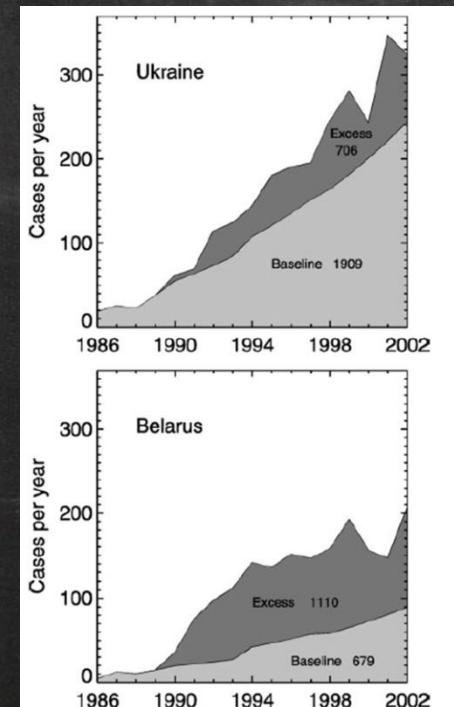 Ukraine
Cases per year
300
200
100
0
Excess
706
Baseline 1909
1986 1990 1994 1998 2002
Belarus
Cases per year
300
200
100
0
Excess 1110
Baseline 679
1986 1990 1994 1998 2002